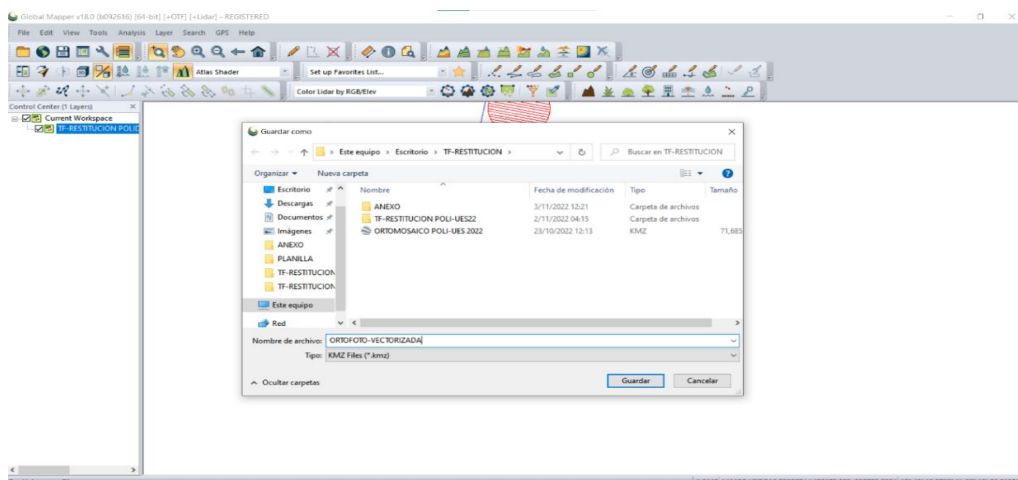 Global Mapper v18.0 (b092616) [64-bit] [+OTF] [+Lidar] - REGISTERED
File Edit View Tools Analysis Layer Search GPS Help
Atlas Shader
Set up Favorites List...
Color Lidar by RGB/Elev
Control Center (1 Layers)
Current Workspace
TF-RESTITUCION POLI
Guardar como
Este equipo > Escritorio > TF-RESTITUCION >
Buscar en TF-RESTITUCION
Organizar Nueva carpeta
Escritorio
Descargas
Documentos
Imágenes
ANEXO
PLANILLA
TF-RESTITUCION
TF-RESTITUCION
Este equipo
Red
Nombre Fecha de modificación Tipo Tamaño
ANEXO 3/11/2022 12:21 Carpeta de archivos
TF-RESTITUCION POLI-UES22 2/11/2022 04:15 Carpeta de archivos
ORTOMOSAICO POLI-UES 2022 23/10/2022 12:13 KMZ 71,685
Nombre de archivo: ORTOFOTO-VECTORIZADA
Tipo: KMZ Files (*.kmz)
Ocultar carpetas
Guardar Cancelar